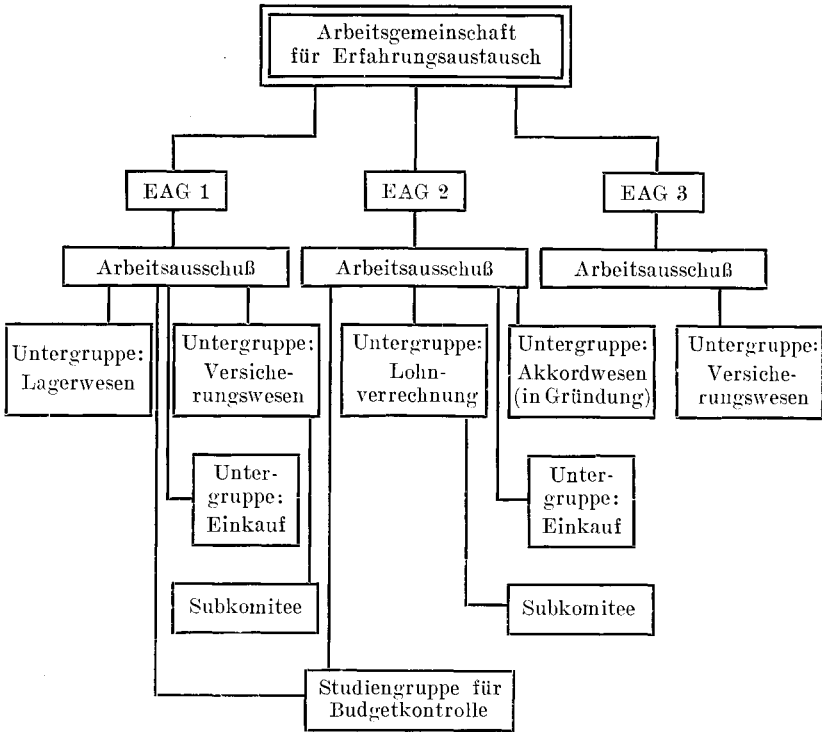 Arbeitsgemeinschaft
für Erfahrungsaustausch
EAG 1
EAG 2
EAG 3
Arbeitsausschuß
Arbeitsausschuß
Arbeitsausschuß
Untergruppe:
Lagerwesen
Untergruppe:
Versiche-
rungswesen
Untergruppe:
Lohn-
verrechnung
Untergruppe:
Akkordwesen
(in Gründung)
Untergruppe:
Versiche-
rungswesen
Unter-
gruppe:
Einkauf
Unter-
gruppe:
Einkauf
Subkomitee
Subkomitee
Studiengruppe für
Budgetkontrolle